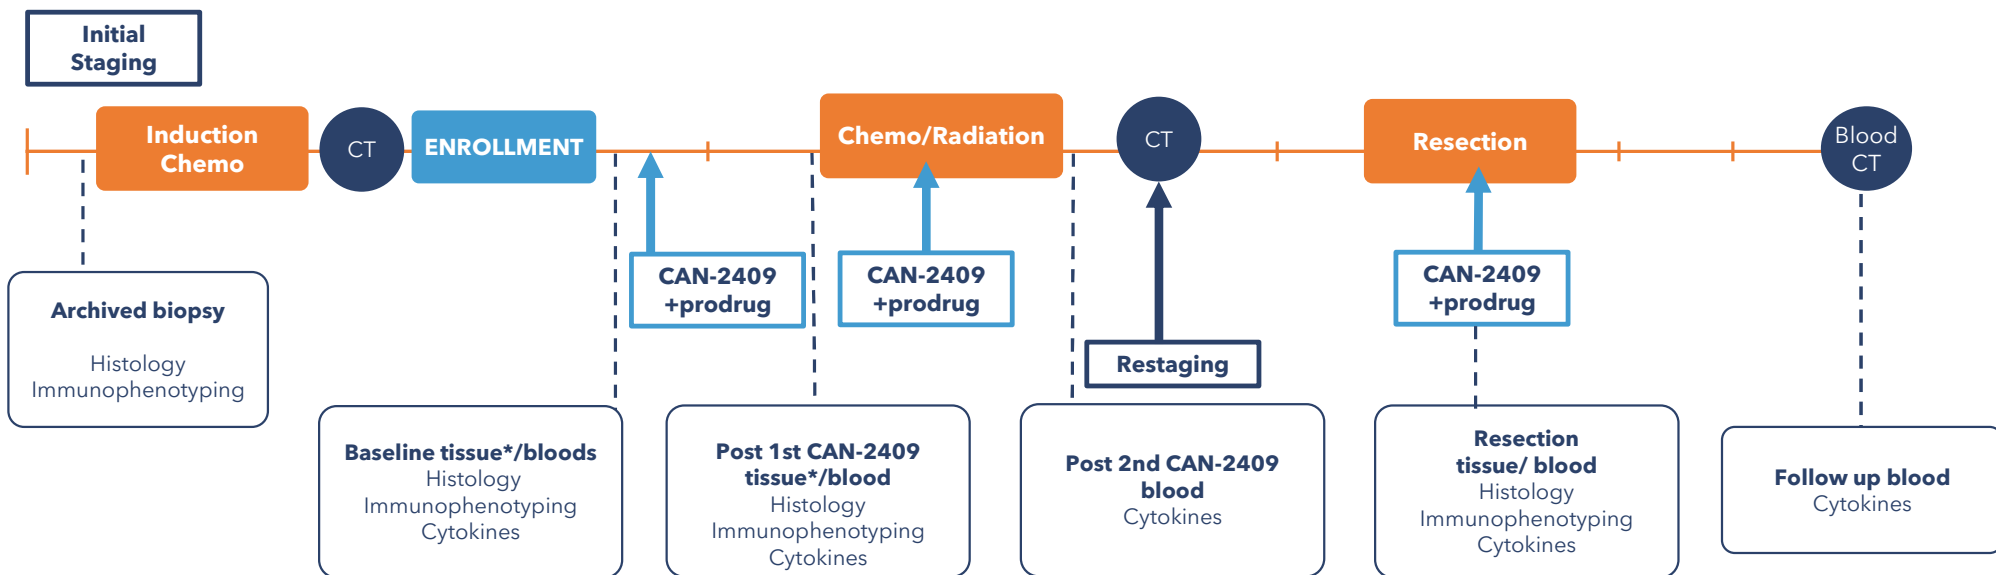 Initial
Staging
Induction
Chemo
CT
ENROLLMENT
Chemo/Radiation
CT
Resection
Blood
CT
CAN-2409
+prodrug
CAN-2409
+prodrug
CAN-2409
+prodrug
Restaging
Archived biopsy
Histology
Immunophenotyping
Baseline tissue*/bloods
Histology
Immunophenotyping
Cytokines
Post 1st CAN-2409
tissue*/blood
Histology
Immunophenotyping
Cytokines
Post 2nd CAN-2409
blood
Cytokines
Resection
tissue/ blood
Histology
Immunophenotyping
Cytokines
Follow up blood
Cytokines